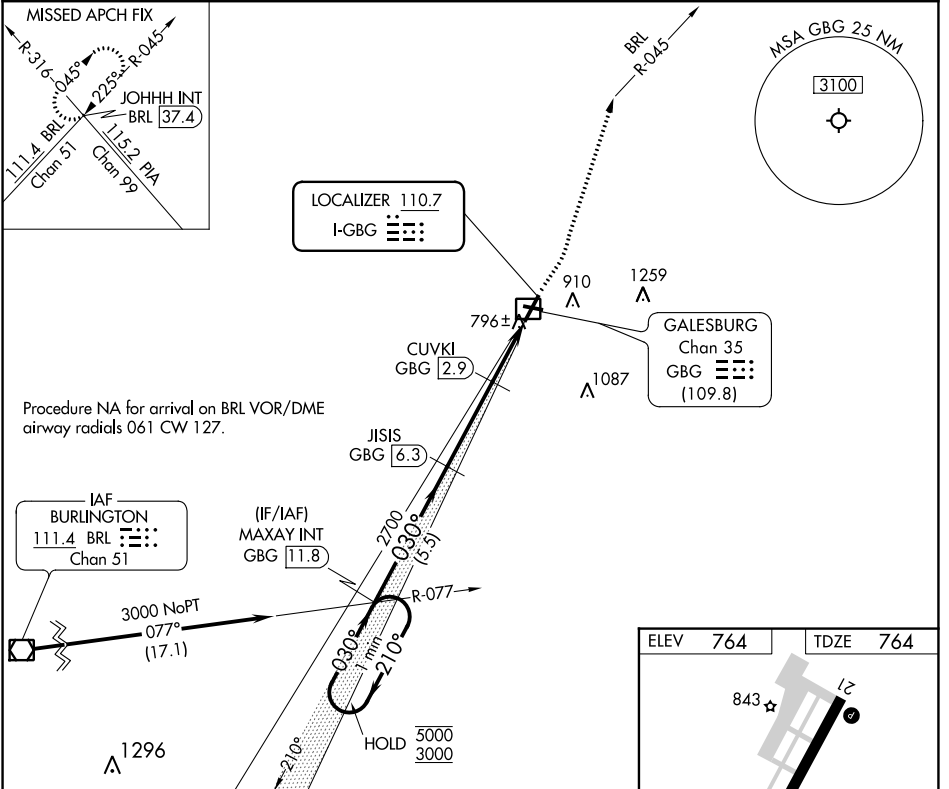 MISSED APCH FIX
R-316
045°
225°
R-045
JOHHH INT
BRL 37.4
111.4 BRL
Chan 51
115.2 PIA
Chan 99
BRL
R-045
MSA GBG 25 NM
3100
LOCALIZER 110.7
I-GBG
910
1259
796±
GALESBURG
Chan 35
GBG
(109.8)
CUVKI
GBG 2.9
1087
Procedure NA for arrival on BRL VOR/DME
airway radials 061 CW 127.
JISIS
GBG 6.3
IAF
BURLINGTON
111.4 BRL
Chan 51
(IF/IAF)
MAXAY INT
GBG 11.8
2700
030°
(5.5)
R-077
3000 NoPT
077°
(17.1)
030°
1 min
210°
HOLD
5000
3000
210°
1296
ELEV 764
TDZE 764
843
21
P